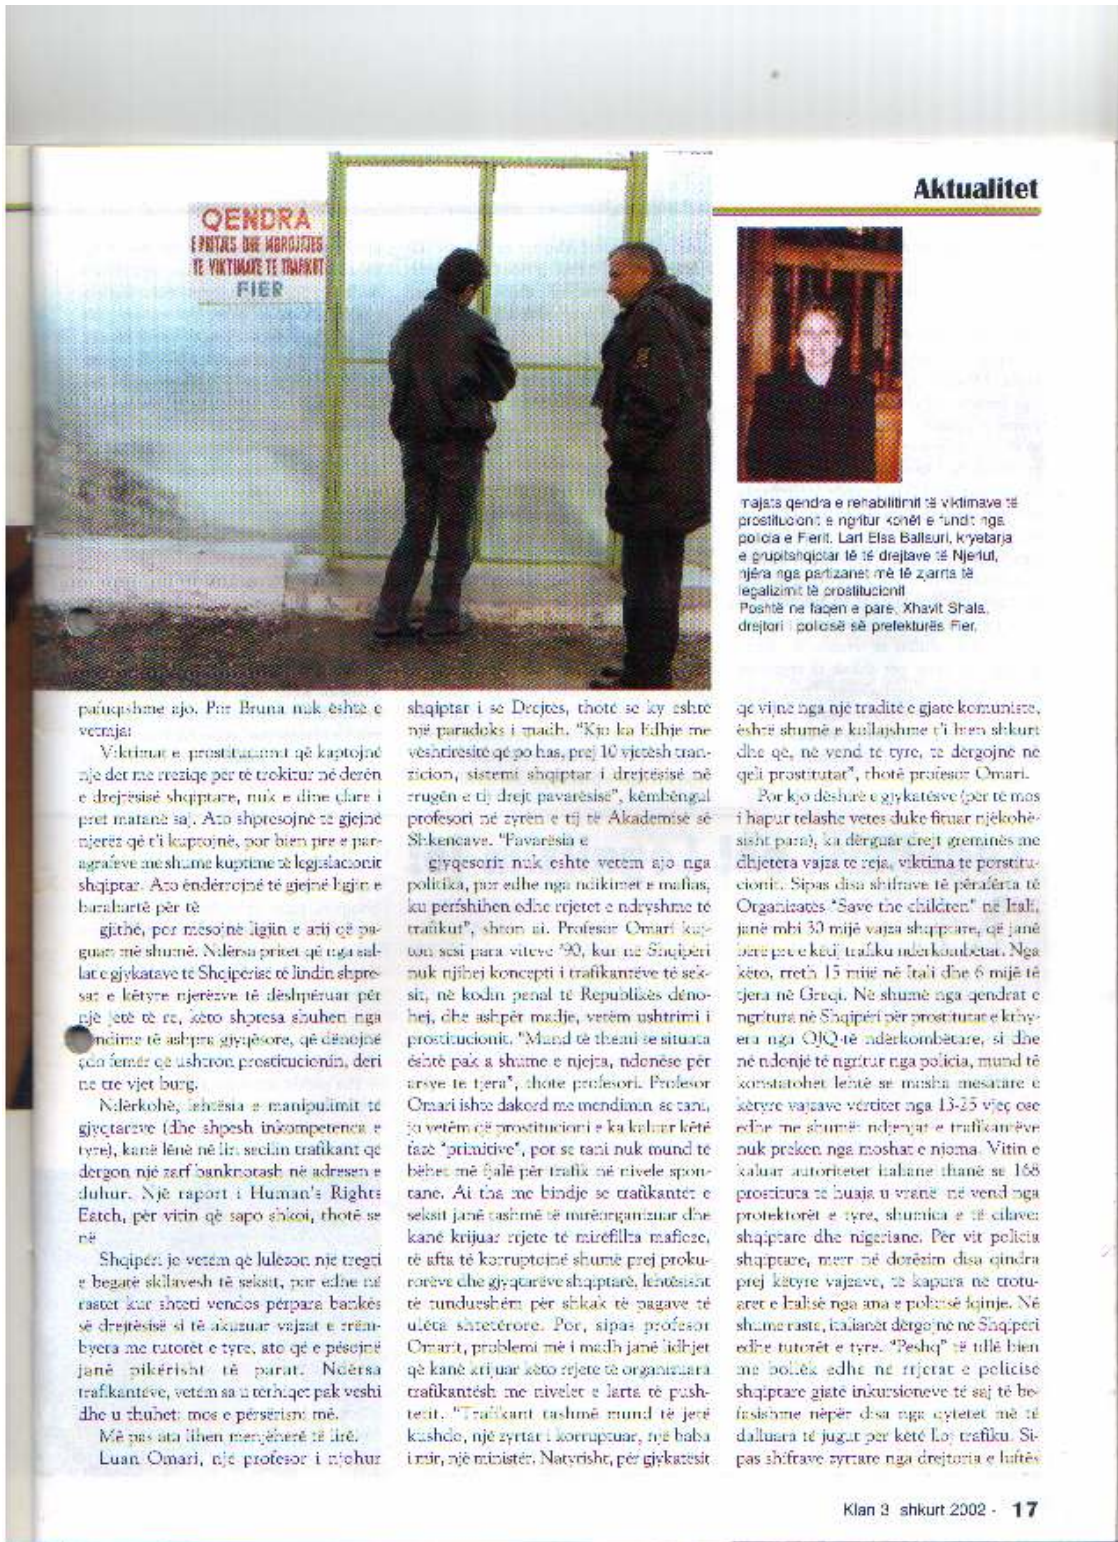 Aktualitet
QENDRA
E PRITJES DHE MBROJTJES
TE VIKTIMAVE TE TRAFIKUT
FIER
majtas qendra e rehabilitimit të viktimave të
prostitucionit e ngritur kohët e fundit nga
policia e Fierit. Lart Elsa Ballauri, kryetarja
e grupitshqiptar të të drejtave të Njeriut,
njëra nga partizanet më të zjarrta të
legalizimit të prostitucionit
Poshtë ne faqen e pare, Xhavit Shala,
drejtori i policisë së prefekturës Fier.
pafuqishme ajo. Por Bruna nuk është e
vetmja:
Viktimat e prostitucionit që kaptojnë
një det me rreziqe për të trokitur në derën
e drejtësisë shqiptare, nuk e dine çfare i
pret matanë saj. Ato shpresojnë të gjejnë
njerëz që t'i kuptojnë, por bien pre e par-
agrafeve me shume kuptime të legjislacionit
shqiptar. Ato ëndërrojnë të gjejnë ligjin e
barabartë për të
gjithë, por mësojnë ligjin e atij që pa-
guan më shumë. Ndërsa pritet që nga sal-
lat e gjykatave të Shqipërisë të lindin shpre-
sat e këtyre njerëzve të dëshpëruar për
një jetë të re, këto shpresa shuhen nga
vendime të ashpra gjyqësore, që dënojnë
çdo femër që ushtron prostitucionin, deri
ne tre vjet burg.
Ndërkohë, lehtësia e manipulimit të
gjyqtarëve (dhe shpesh inkompetenca e
tyre), kanë lënë në liri secilin trafikant që
dërgon një zarf banknotash në adresen e
duhur. Një raport i Human's Rights
Eatch, për vitin që sapo shkoi, thotë se
në
Shqipëri jo vetëm që lulëzon një tregti
e begatë skllavesh të seksit, por edhe në
rastet kur shteti vendos përpara bankës
së drejtësisë si të akuzuar vajzat e rrëm-
byera me tutorët e tyre, ato që e pësojnë
janë pikërisht të parat. Ndërsa
trafikantëve, vetëm sa u tërhiqet pak veshi
dhe u thuhet: mos e përsërisni më.
Më pas ata lihen menjëherë të lirë.
Luan Omari, një profesor i njohur
shqiptar i së Drejtës, thotë se ky është
një paradoks i madh. "Kjo ka lidhje me
vështirësitë që po has, prej 10 vjetësh tran-
zicion, sistemi shqiptar i drejtësisë në
rrugën e tij drejt pavarësisë", këmbëngul
profesori në zyrën e tij të Akademisë së
Shkencave. "Pavarësia e
gjyqësorit nuk është vetëm ajo nga
politika, por edhe nga ndikimet e mafias,
ku përfshihen edhe rrjetet e ndryshme të
trafikut", shton ai. Profesor Omari kuj-
ton sesi para viteve '90, kur në Shqipëri
nuk njihej koncepti i trafikantëve të sek-
sit, në kodin penal të Republikës dëno-
hej, dhe ashpër madje, vetëm ushtrimi i
prostitucionit. "Mund të themi se situata
është pak a shume e njejta, ndonëse për
arsye të tjera", thotë profesori. Profesor
Omari ishte dakord me mendimin se tani,
jo vetëm që prostitucioni e ka kaluar këtë
fazë "primitive", por se tani nuk mund të
bëhet më fjalë për trafik në nivele spon-
tane. Ai tha me bindje se trafikantët e
seksit janë tashmë të mirëorganizuar dhe
kanë krijuar rrjete të mirëfillta mafioze,
të afta të korruptojnë shumë prej proku-
rorëve dhe gjyqtarëve shqiptarë, lehtësisht
të tundueshëm për shkak të pagave të
ulëta shtetërore. Por, sipas profesor
Omarit, problemi më i madh janë lidhjet
që kanë krijuar këto rrjete të organizuara
trafikantësh me nivelet e larta të push-
tetit. "Trafikant tashmë mund të jetë
kushdo, një zyrtar i korruptuar, një baba
i mir, një ministër. Natyrisht, për gjykatësit
që vijnë nga një traditë e gjatë komuniste,
është shumë e kollajshme t'i bien shkurt
dhe që, në vend të tyre, të dërgojnë në
qeli prostitutat", thotë profesor Omari.
Por kjo dëshirë e gjykatësve (për të mos
i hapur telashe vetes duke fituar njëkohë-
sisht para), ka dërguar drejt greminës me
dhjetëra vajza të reja, viktima të porstitu-
cionit. Sipas disa shifrave të përafërta të
Organizatës "Save the children" në Itali,
janë mbi 30 mijë vajza shqiptare, që janë
bërë pre e këtij trafiku ndërkombëtar. Nga
këto, rreth 15 mijë në Itali dhe 6 mijë të
tjera në Greqi. Në shumë nga qendrat e
ngritura në Shqipëri për prostitutat e kthy-
era nga OJQ-të ndërkombëtare, si dhe
në ndonjë të ngritur nga policia, mund të
konstatohet lehtë se mosha mesatare e
këtyre vajzave vërtitet nga 13-25 vjeç ose
edhe me shumë: ndjenjat e trafikantëve
nuk preken nga moshat e njoma. Vitin e
kaluar autoritetet italiane thanë se 168
prostituta të huaja u vranë në vend nga
protektorët e tyre, shumica e të cilave:
shqiptare dhe nigeriane. Për vit policia
shqiptare, merr në dorëzim disa qindra
prej këtyre vajzave, të kapura në trotu-
aret e Italisë nga ana e policisë fqinje. Në
shume raste, italianët dërgojnë në Shqipëri
edhe tutorët e tyre. "Peshq" të tillë bien
me bollëk edhe në rrjetat e policisë
shqiptare gjatë inkursioneve të saj të be-
fasishme nëpër disa nga qytetet më të
dalluara të jugut për këtë lloj trafiku. Si-
pas shifrave zyrtare nga drejtoria e luftës
Klan 3 shkurt 2002 - 17